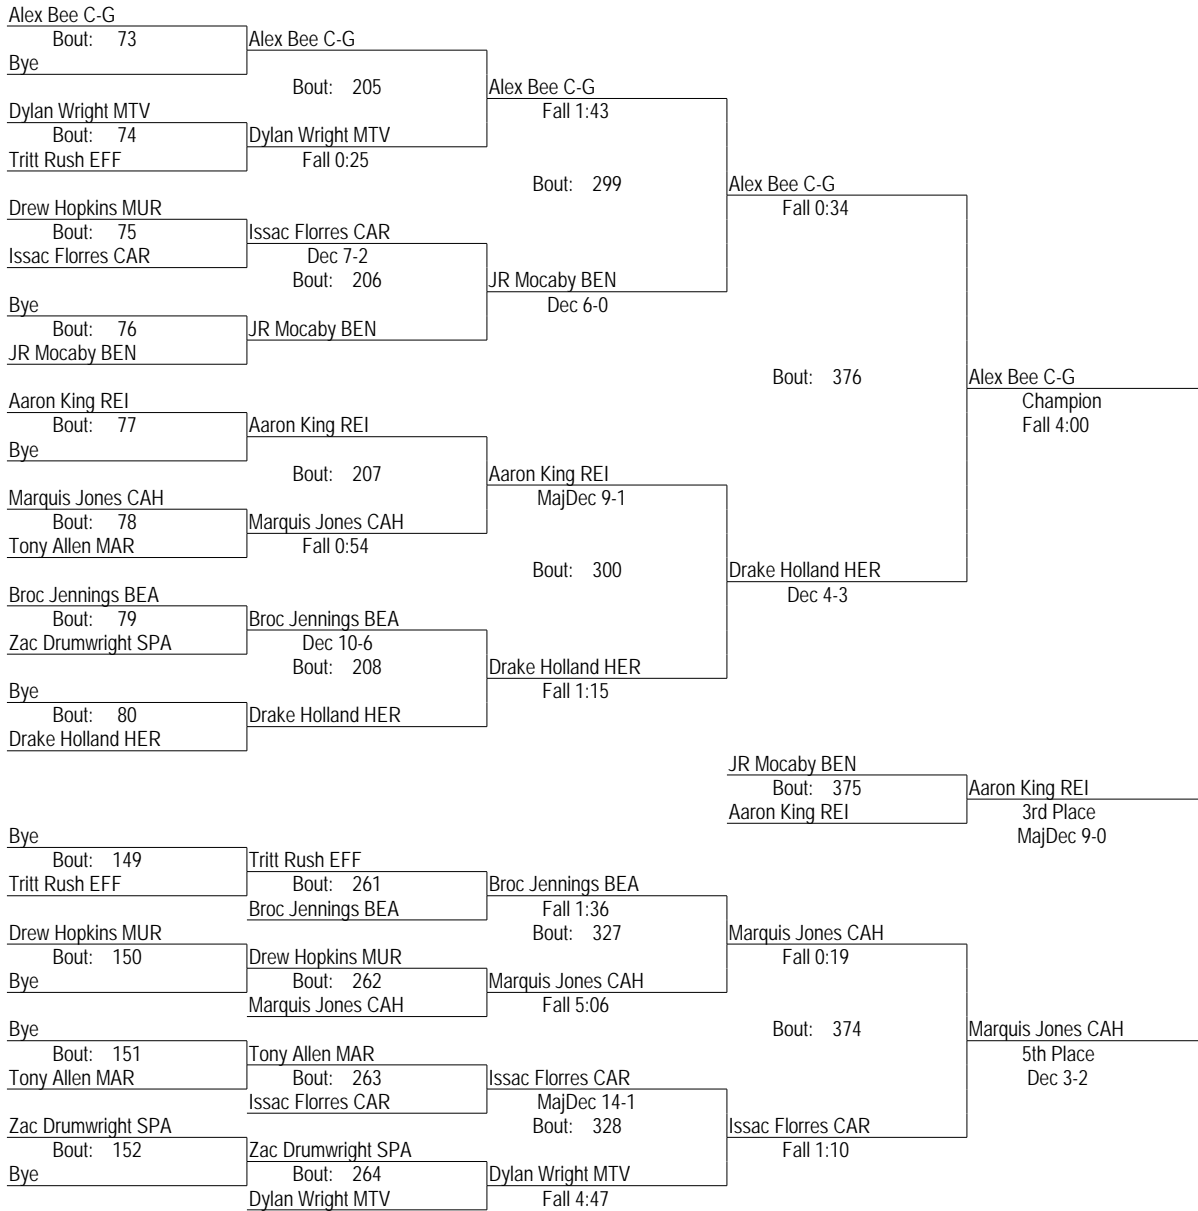 Alex Bee C-G
Bout: 73
Alex Bee C-G
Bye
Bout: 205
Alex Bee C-G
Dylan Wright MTV
Fall 1:43
Bout: 74
Dylan Wright MTV
Tritt Rush EFF
Fall 0:25
Bout: 299
Alex Bee C-G
Drew Hopkins MUR
Fall 0:34
Bout: 75
Issac Florres CAR
Issac Florres CAR
Dec 7-2
Bout: 206
JR Mocaby BEN
Bye
Dec 6-0
Bout: 76
JR Mocaby BEN
JR Mocaby BEN
Bout: 376
Alex Bee C-G
Aaron King REI
Champion
Bout: 77
Aaron King REI
Fall 4:00
Bye
Bout: 207
Aaron King REI
Marquis Jones CAH
MajDec 9-1
Bout: 78
Marquis Jones CAH
Tony Allen MAR
Fall 0:54
Bout: 300
Drake Holland HER
Broc Jennings BEA
Dec 4-3
Bout: 79
Broc Jennings BEA
Zac Drumwright SPA
Dec 10-6
Bout: 208
Drake Holland HER
Bye
Fall 1:15
Bout: 80
Drake Holland HER
Drake Holland HER
JR Mocaby BEN
Bout: 375
Aaron King REI
Aaron King REI
3rd Place
MajDec 9-0
Bye
Bout: 149
Tritt Rush EFF
Tritt Rush EFF
Bout: 261
Broc Jennings BEA
Broc Jennings BEA
Fall 1:36
Drew Hopkins MUR
Bout: 327
Marquis Jones CAH
Bout: 150
Drew Hopkins MUR
Fall 0:19
Bye
Bout: 262
Marquis Jones CAH
Marquis Jones CAH
Fall 5:06
Bye
Bout: 374
Marquis Jones CAH
Bout: 151
Tony Allen MAR
5th Place
Tony Allen MAR
Bout: 263
Issac Florres CAR
Dec 3-2
Issac Florres CAR
MajDec 14-1
Zac Drumwright SPA
Bout: 328
Issac Florres CAR
Bout: 152
Zac Drumwright SPA
Fall 1:10
Bye
Bout: 264
Dylan Wright MTV
Dylan Wright MTV
Fall 4:47